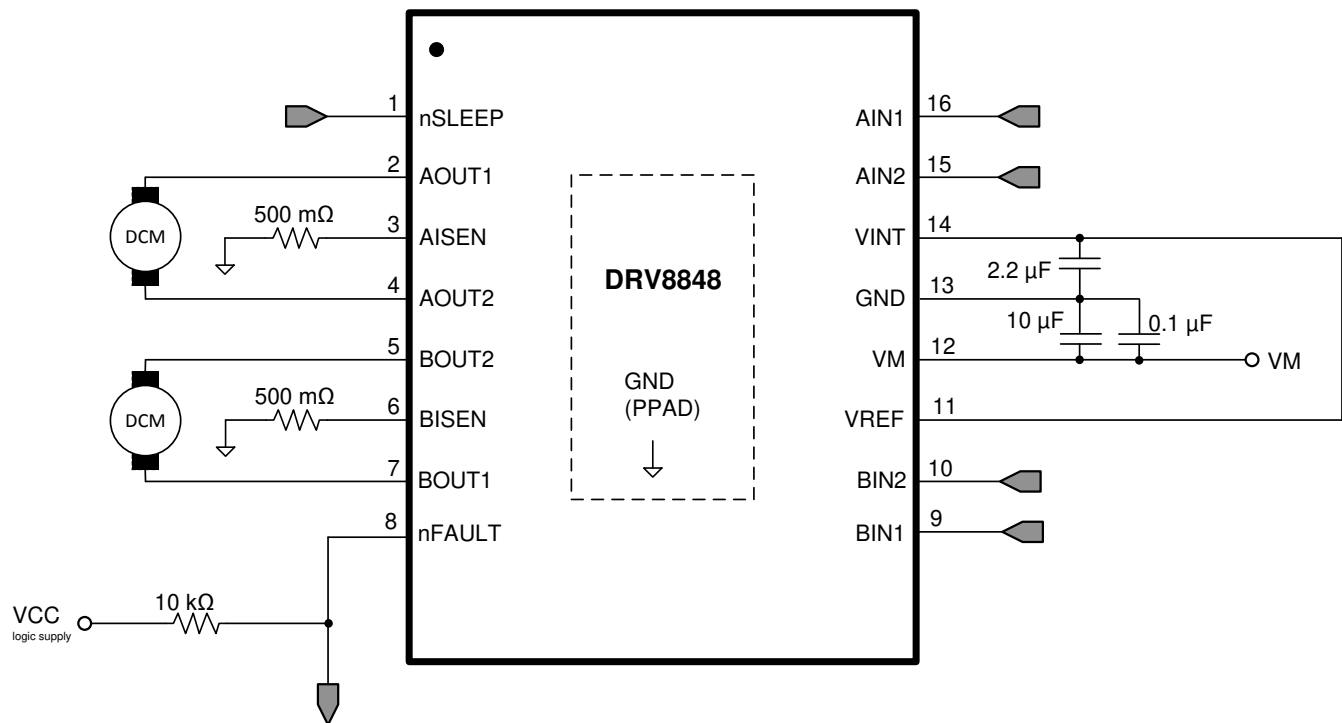 1
nSLEEP
2
AOUT1
DCM
500 mΩ
3
AISEN
4
AOUT2
5
BOUT2
DCM
500 mΩ
6
BISEN
7
BOUT1
8
nFAULT
VCC
logic supply
10 kΩ
DRV8848
GND
(PPAD)
AIN1
16
AIN2
15
VINT
14
2.2 µF
GND
13
10 µF
0.1 µF
VM
12
VM
VREF
11
BIN2
10
BIN1
9